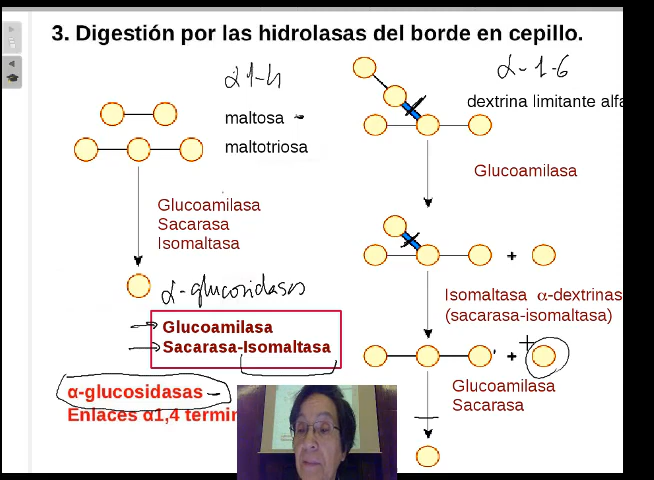 3. Digestión por las hidrolasas del borde en cepillo.
α1-4
α-1-6
dextrina limitante alfa
maltosa
maltotriosa
Glucoamilasa
Glucoamilasa
Sacarasa
Isomaltasa
+
α-glucosidasas
Isomaltasa α-dextrinas
(sacarasa-isomaltasa)
Glucoamilasa
Sacarasa-Isomaltasa
+
Glucoamilasa
Sacarasa
α-glucosidasas
Enlaces α1,4 termin